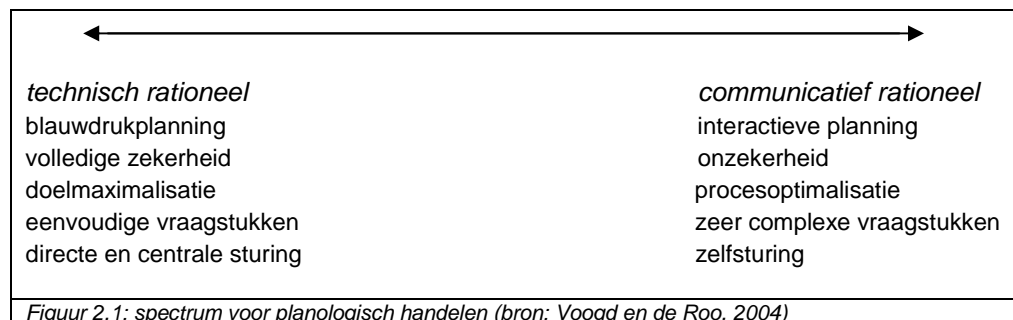 technisch rationeel communicatief rationeel
blauwdrukplanning interactieve planning
volledige zekerheid onzekerheid
doelmaximalisatie procesoptimalisatie
eenvoudige vraagstukken zeer complexe vraagstukken
directe en centrale sturing zelfsturing
Figuur 2.1: spectrum voor planologisch handelen (bron: Voogd en de Roo, 2004)